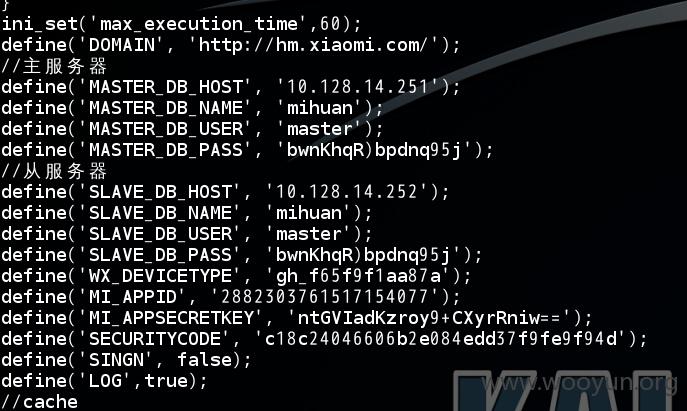 }
ini_set('max_execution_time',60);
define('DOMAIN', 'http://hm.xiaomi.com/');
//主服务器
define('MASTER_DB_HOST', '10.128.14.251');
define('MASTER_DB_NAME', 'mihuan');
define('MASTER_DB_USER', 'master');
define('MASTER_DB_PASS', 'bwnKhqR)bpdnq95j');
//从服务器
define('SLAVE_DB_HOST', '10.128.14.252');
define('SLAVE_DB_NAME', 'mihuan');
define('SLAVE_DB_USER', 'master');
define('SLAVE_DB_PASS', 'bwnKhqR)bpdnq95j');
define('WX_DEVICETYPE', 'gh_f65f9f1aa87a');
define('MI_APPID', '2882303761517154077');
define('MI_APPSECRETKEY', 'ntGVIadKzroy9+CXyrRniw==');
define('SECURITYCODE', 'c18c24046606b2e084edd37f9fe9f94d');
define('SINGN', false);
define('LOG',true);
//cache
www.wooyun.org